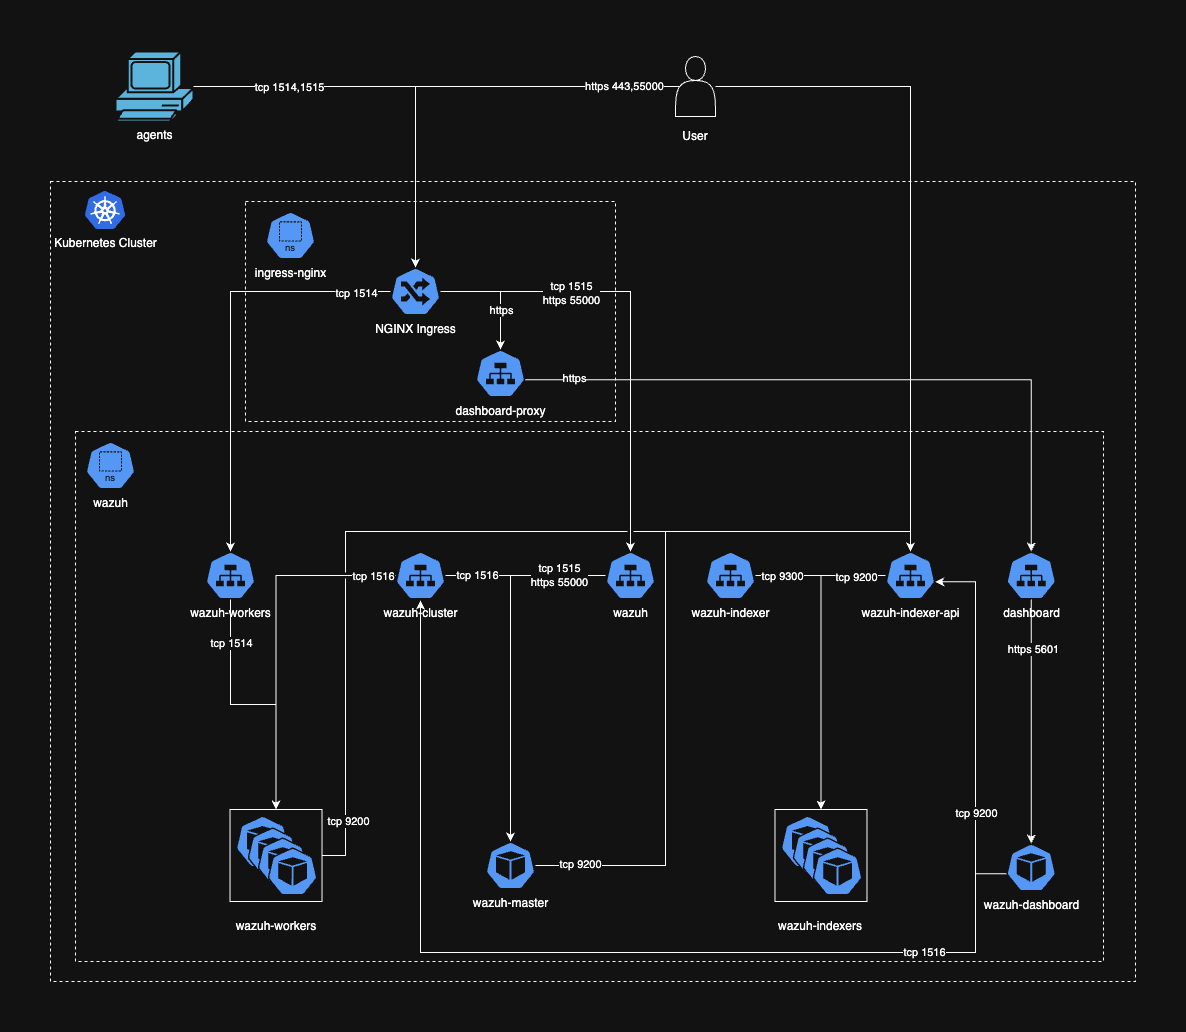 tcp 1514,1515
https 443,55000
agents
User
Kubernetes Cluster
ns
ingress-nginx
tcp 1514
tcp 1515
https 55000
https
NGINX Ingress
https
dashboard-proxy
ns
wazuh
tcp 1516
tcp 1516
tcp 1515
https 55000
tcp 9300
tcp 9200
wazuh-workers
wazuh-cluster
wazuh
wazuh-indexer
wazuh-indexer-api
dashboard
tcp 1514
https 5601
tcp 9200
tcp 9200
tcp 9200
wazuh-master
wazuh-dashboard
wazuh-workers
wazuh-indexers
tcp 1516